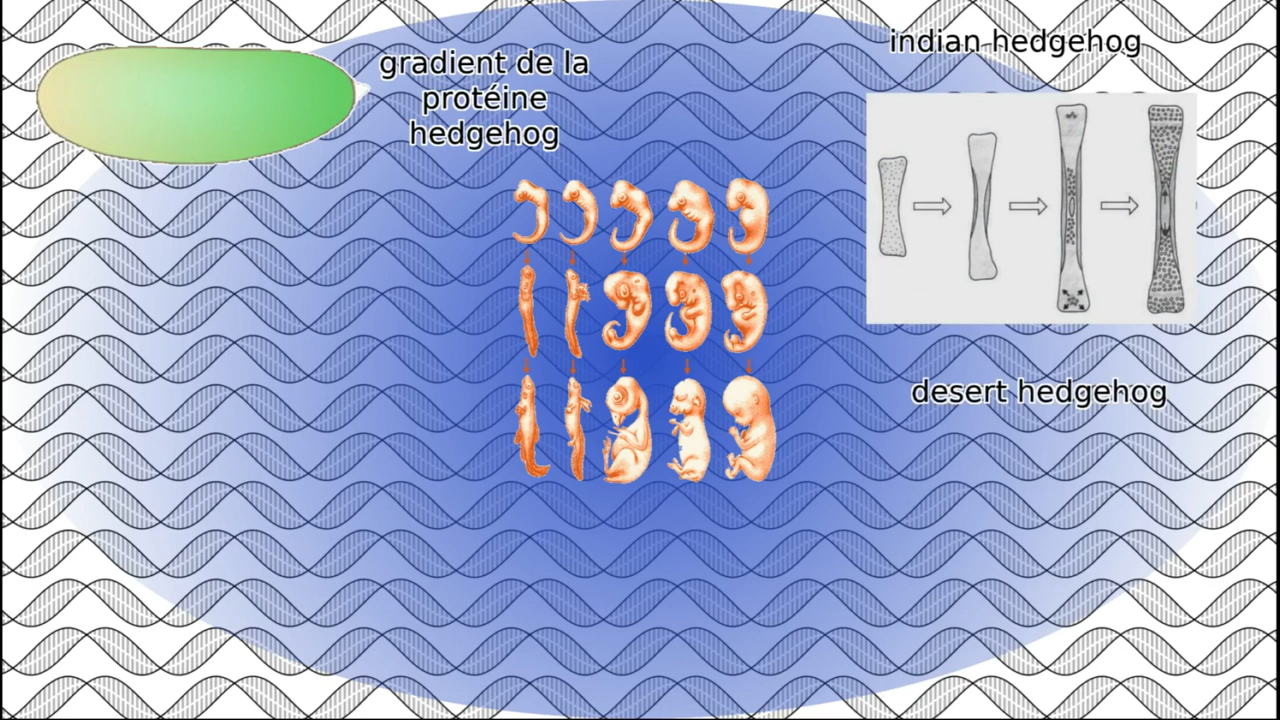 gradient de la
protéine
hedgehog
indian hedgehog
desert hedgehog